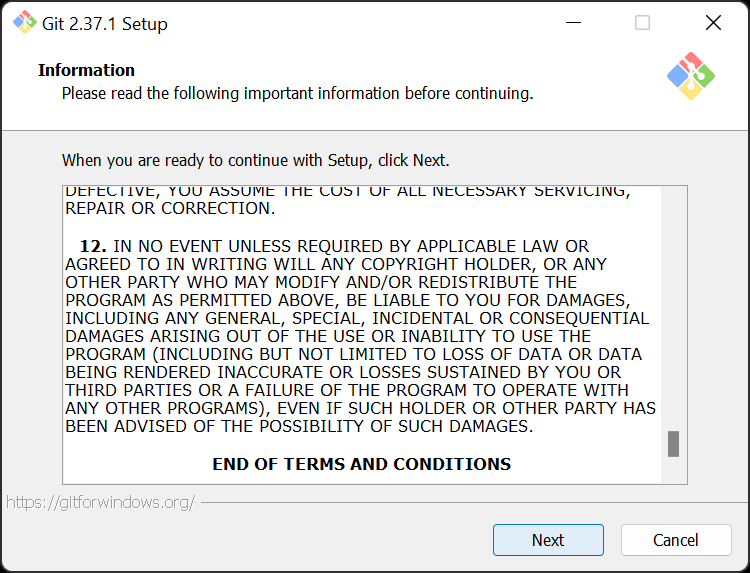 Git 2.37.1 Setup
Information
Please read the following important information before continuing.
When you are ready to continue with Setup, click Next.
DEFECTIVE, YOU ASSUME THE COST OF ALL NECESSARY SERVICING,
REPAIR OR CORRECTION.
12. IN NO EVENT UNLESS REQUIRED BY APPLICABLE LAW OR
AGREED TO IN WRITING WILL ANY COPYRIGHT HOLDER, OR ANY
OTHER PARTY WHO MAY MODIFY AND/OR REDISTRIBUTE THE
PROGRAM AS PERMITTED ABOVE, BE LIABLE TO YOU FOR DAMAGES,
INCLUDING ANY GENERAL, SPECIAL, INCIDENTAL OR CONSEQUENTIAL
DAMAGES ARISING OUT OF THE USE OR INABILITY TO USE THE
PROGRAM (INCLUDING BUT NOT LIMITED TO LOSS OF DATA OR DATA
BEING RENDERED INACCURATE OR LOSSES SUSTAINED BY YOU OR
THIRD PARTIES OR A FAILURE OF THE PROGRAM TO OPERATE WITH
ANY OTHER PROGRAMS), EVEN IF SUCH HOLDER OR OTHER PARTY HAS
BEEN ADVISED OF THE POSSIBILITY OF SUCH DAMAGES.
END OF TERMS AND CONDITIONS
https://gitforwindows.org/
Next
Cancel